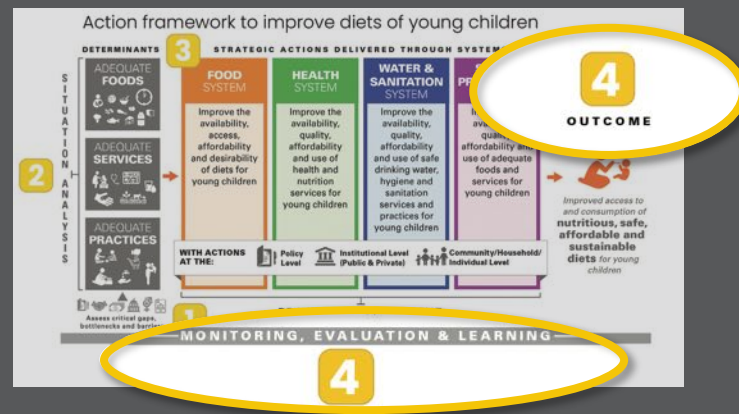 Action framework to improve diets of young children
DETERMINANTS
3
STRATEGIC ACTIONS DELIVERED THROUGH SYSTEM
4
OUTCOME
SITUATION ANALYSIS
2
ADEQUATE
FOODS
ADEQUATE
SERVICES
ADEQUATE
PRACTICES
Assess critical gaps,
bottlenecks and
FOOD
SYSTEM
Improve the
availability,
access,
affordability
and desirability
of diets for
young children
HEALTH
SYSTEM
Improve the
availability,
quality,
affordability
and use of
health and
nutrition
services for
young children
WATER &
SANITATION
SYSTEM
Improve the
availability,
quality,
affordability
and use of safe
drinking water,
hygiene and
sanitation
services and
practices for
young children
affordability and
use of adequate
foods and
services for
young children
Improved access to
and consumption of
nutritious, safe,
affordable and
sustainable
diets for young
children
WITH ACTIONS
AT THE:
Policy
Level
Institutional Level
(Public & Private)
Community/Household/
Individual Level
1
MONITORING, EVALUATION & LEARNING
4